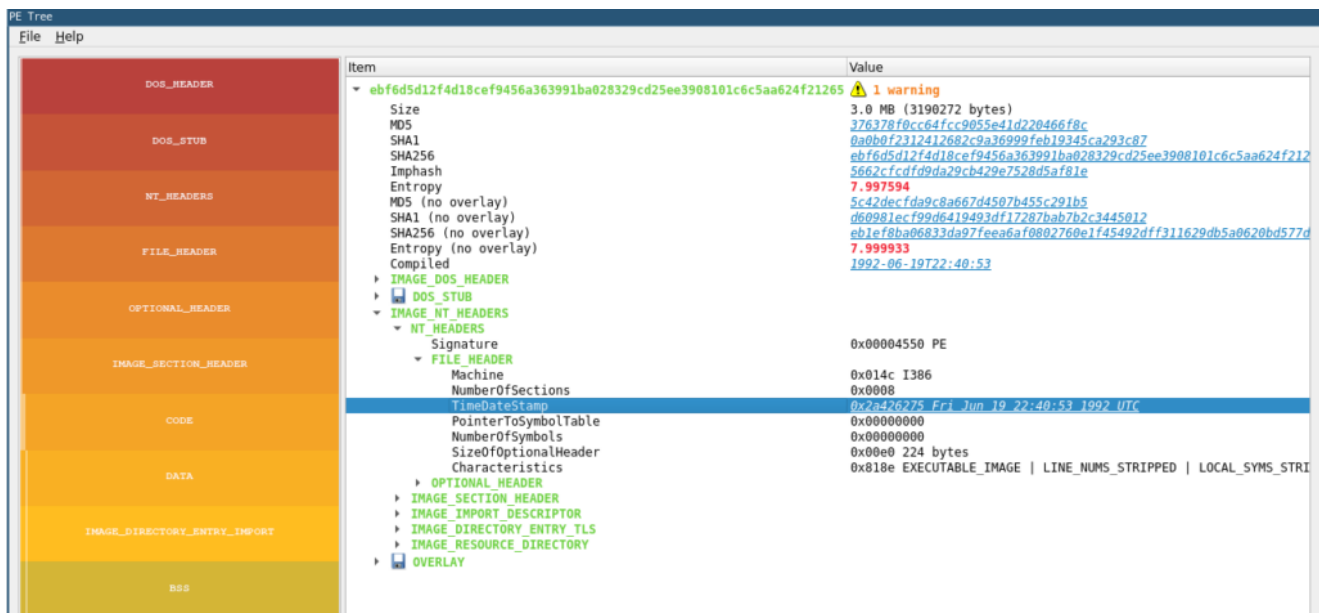 PE Tree
File Help
DOS_HEADER
DOS_STUB
NT_HEADERS
FILE_HEADER
OPTIONAL_HEADER
IMAGE_SECTION_HEADER
CODE
DATA
IMAGE_DIRECTORY_ENTRY_IMPORT
BSS
Item Value
ebf6d5d12f4d18cef9456a363991ba028329cd25ee3908101c6c5aa624f21265 1 warning
Size 3.0 MB (3190272 bytes)
MD5 376378f0cc64fcc9055e41d220466f8c
SHA1 0a0b0f2312412682c9a36999feb19345ca293c87
SHA256 ebf6d5d12f4d18cef9456a363991ba028329cd25ee3908101c6c5aa624f212
Imphash 5662cfcdfd9da29cb429e7528d5af81e
Entropy 7.997594
MD5 (no overlay) 5c42decfda9c8a667d4507b455c291b5
SHA1 (no overlay) d60981ecf99d6419493df17287bab7b2c3445012
SHA256 (no overlay) eb1ef8ba06833da97feea6af0802760e1f45492dff311629db5a0620bd577d
Entropy (no overlay) 7.999933
Compiled 1992-06-19T22:40:53
IMAGE_DOS_HEADER
DOS_STUB
IMAGE_NT_HEADERS
NT_HEADERS
Signature 0x00004550 PE
FILE_HEADER
Machine 0x014c I386
NumberOfSections 0x0008
TimeDateStamp 0x2a426275 Fri Jun 19 22:40:53 1992 UTC
PointerToSymbolTable 0x00000000
NumberOfSymbols 0x00000000
SizeOfOptionalHeader 0x00e0 224 bytes
Characteristics 0x818e EXECUTABLE_IMAGE | LINE_NUMS_STRIPPED | LOCAL_SYMS_STRI
OPTIONAL_HEADER
IMAGE_SECTION_HEADER
IMAGE_IMPORT_DESCRIPTOR
IMAGE_DIRECTORY_ENTRY_TLS
IMAGE_RESOURCE_DIRECTORY
OVERLAY